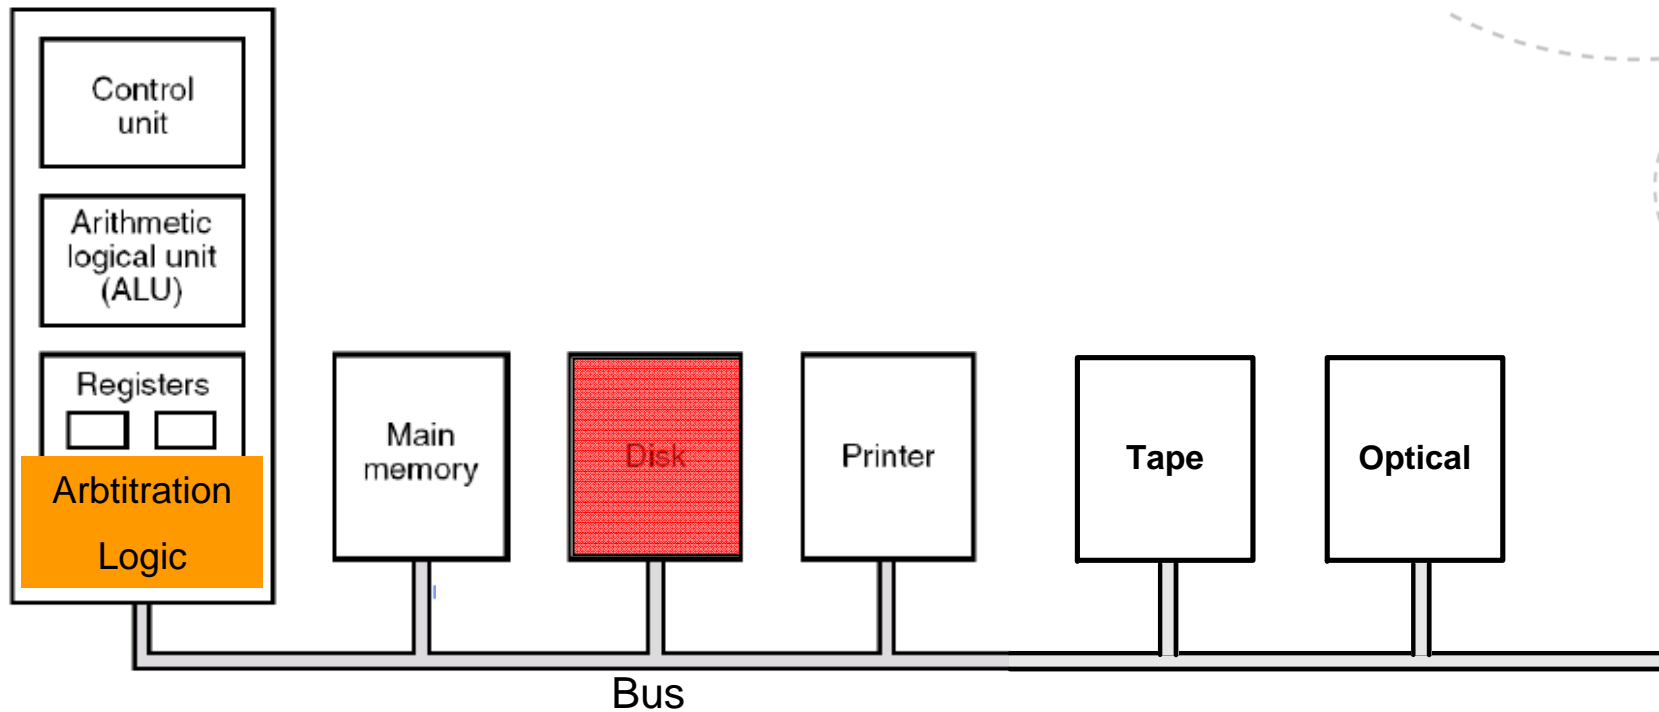 Control
unit
Arithmetic
logical unit
(ALU)
Registers
Arbtitration
Logic
Main
memory
Disk
Printer
Tape
Optical
Bus